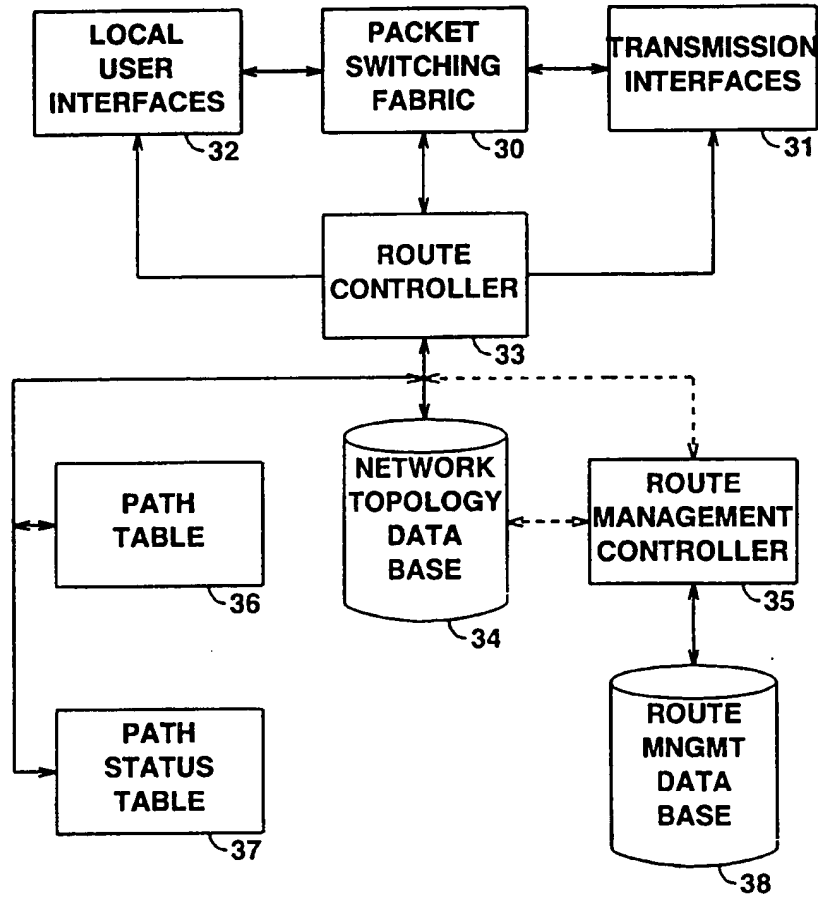 LOCAL
USER
INTERFACES
32
PACKET
SWITCHING
FABRIC
30
TRANSMISSION
INTERFACES
31
ROUTE
CONTROLLER
33
PATH
TABLE
36
NETWORK
TOPOLOGY
DATA
BASE
34
ROUTE
MANAGEMENT
CONTROLLER
35
PATH
STATUS
TABLE
37
ROUTE
MNGMT
DATA
BASE
38